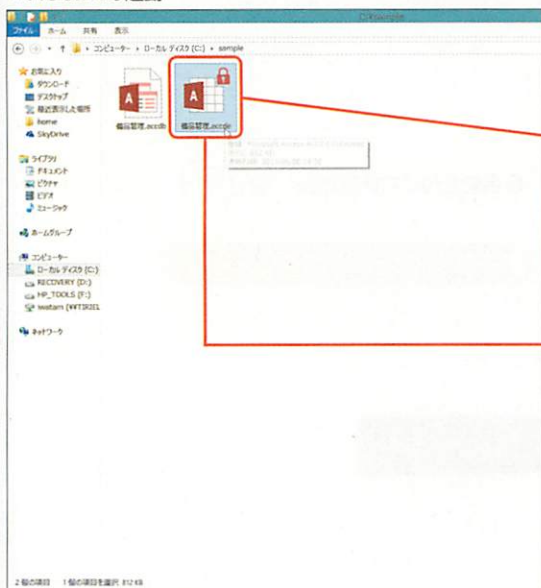 ファイル ホーム 共有 表示
コンピューター ▸ ローカル ディスク (C:) ▸ sample
お気に入り
ダウンロード
デスクトップ
最近表示した場所
home
SkyDrive
ライブラリ
ドキュメント
ピクチャ
ビデオ
ミュージック
ホームグループ
コンピューター
ローカル ディスク (C:)
RECOVERY (D:)
HP_TOOLS (F:)
ネットワーク
備品管理.accdb
備品管理.accde
2 個の項目 1 個の項目を選択 812 KB